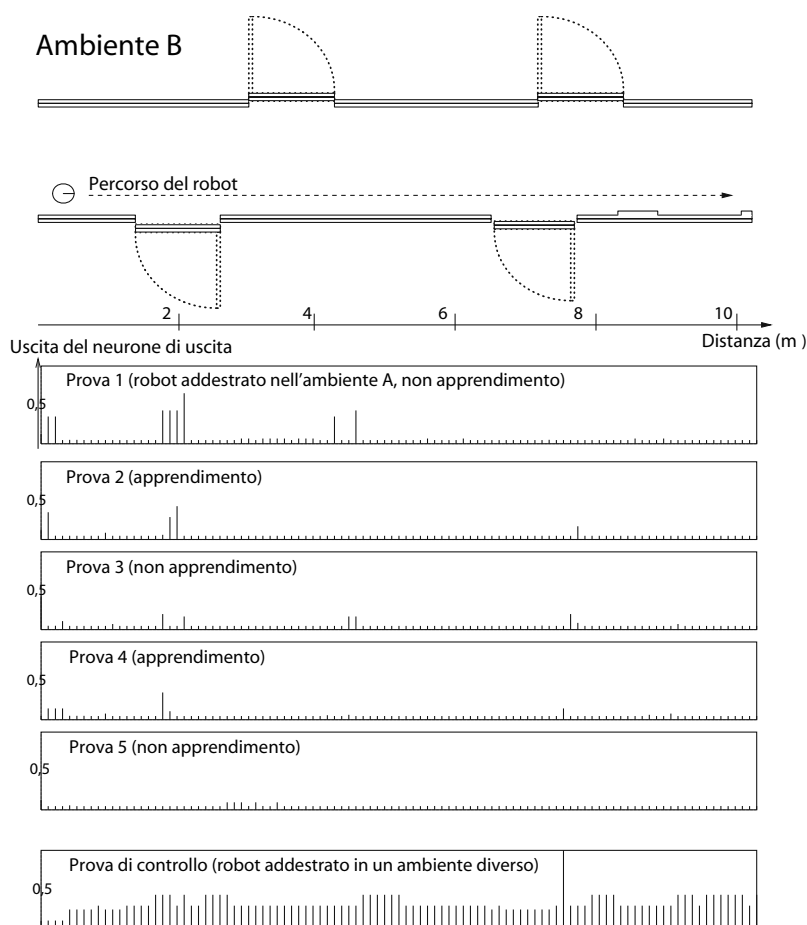 Ambiente B
Percorso del robot
2 4 6 8 10
Distanza (m )
Uscita del neurone di uscita
Prova 1 (robot addestrato nell'ambiente A, non apprendimento)
0,5
Prova 2 (apprendimento)
0,5
Prova 3 (non apprendimento)
0,5
Prova 4 (apprendimento)
0,5
Prova 5 (non apprendimento)
0,5
Prova di controllo (robot addestrato in un ambiente diverso)
0,5